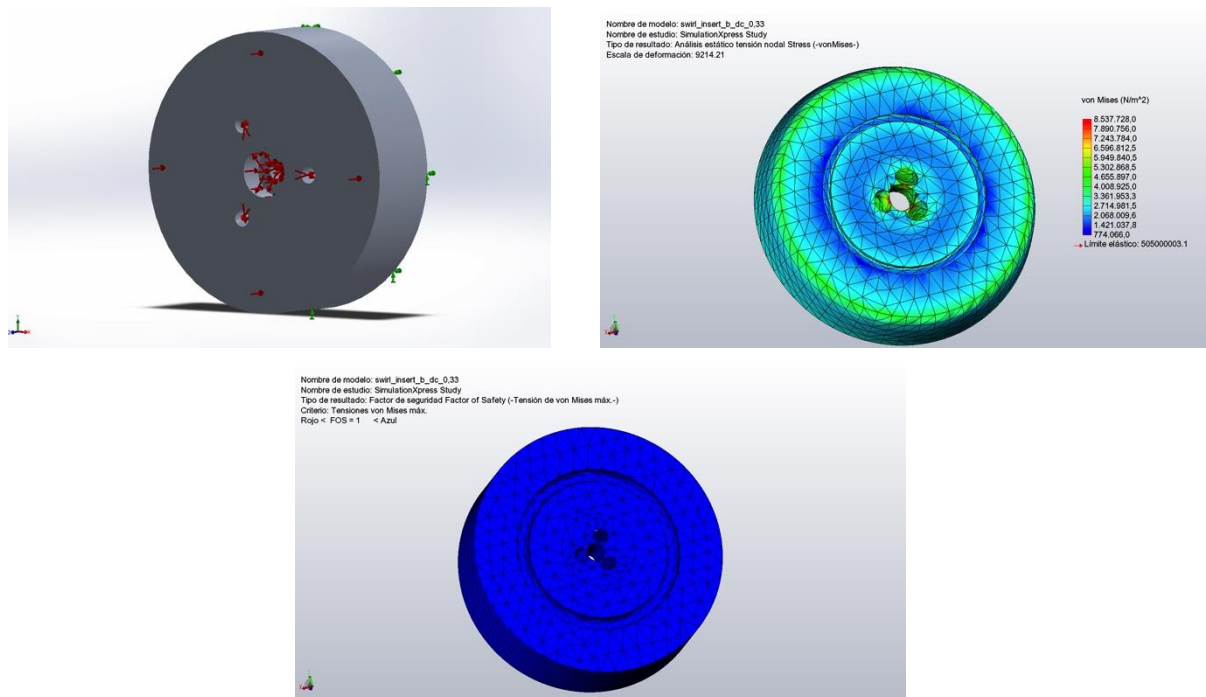 Nombre de modelo: swirl_insert_b_dc_0,33
Nombre de estudio: SimulationXpress Study
Tipo de resultado: Análisis estático tensión nodal Stress (-vonMises-)
Escala de deformación: 9214.21
von Mises (N/m^2)
8.537.728,0
7.890.756,0
7.243.784,0
6.596.812,5
5.949.840,5
5.302.868,5
4.655.897,0
4.008.925,0
3.361.953,3
2.714.981,5
2.068.009,6
1.421.037,8
774.066,0
Límite elástico: 505000003.1
Nombre de modelo: swirl_insert_b_dc_0,33
Nombre de estudio: SimulationXpress Study
Tipo de resultado: Factor de seguridad Factor of Safety (-Tensión de von Mises máx.-)
Criterio: Tensiones von Mises máx.
Rojo < FOS = 1 < Azul